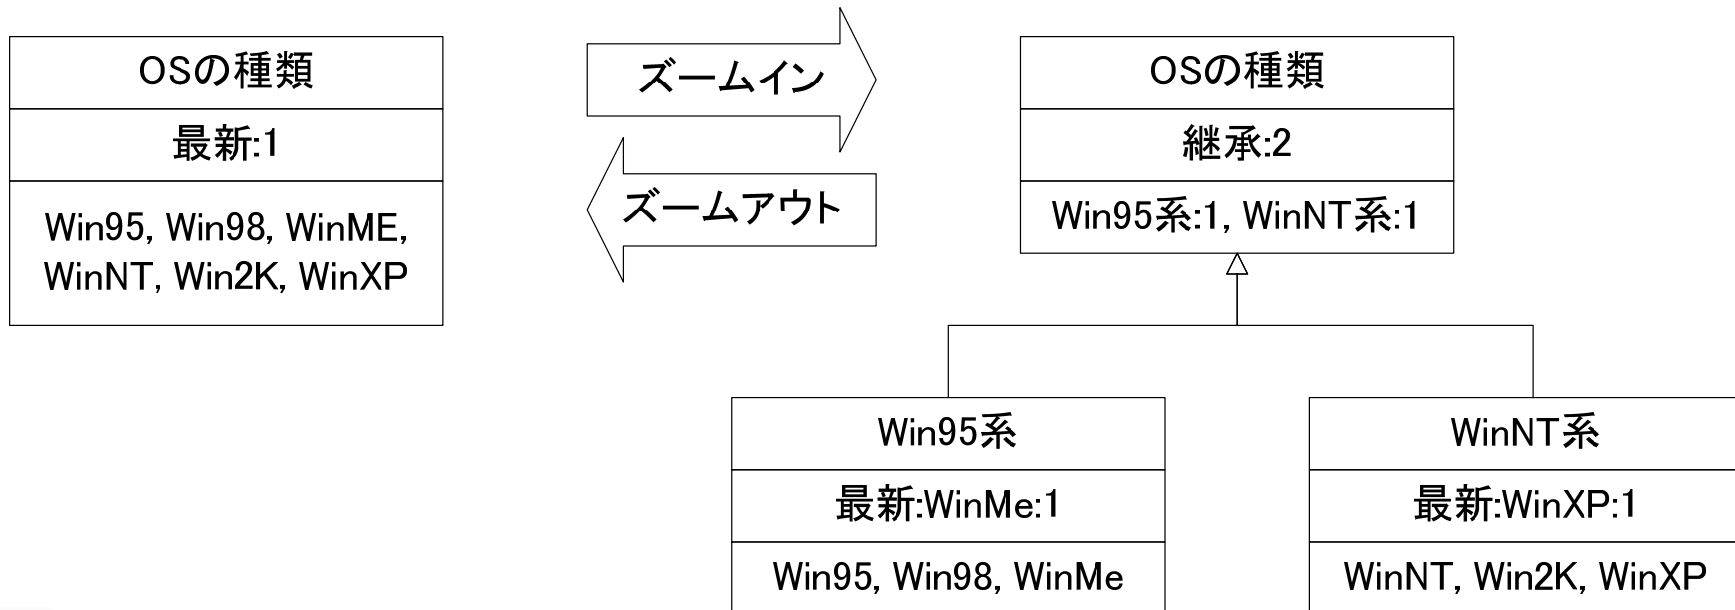 OSの種類
最新:1
Win95, Win98, WinME,
WinNT, Win2K, WinXP
ズームイン
ズームアウト
OSの種類
継承:2
Win95系:1, WinNT系:1
Win95系
最新:WinMe:1
Win95, Win98, WinMe
WinNT系
最新:WinXP:1
WinNT, Win2K, WinXP